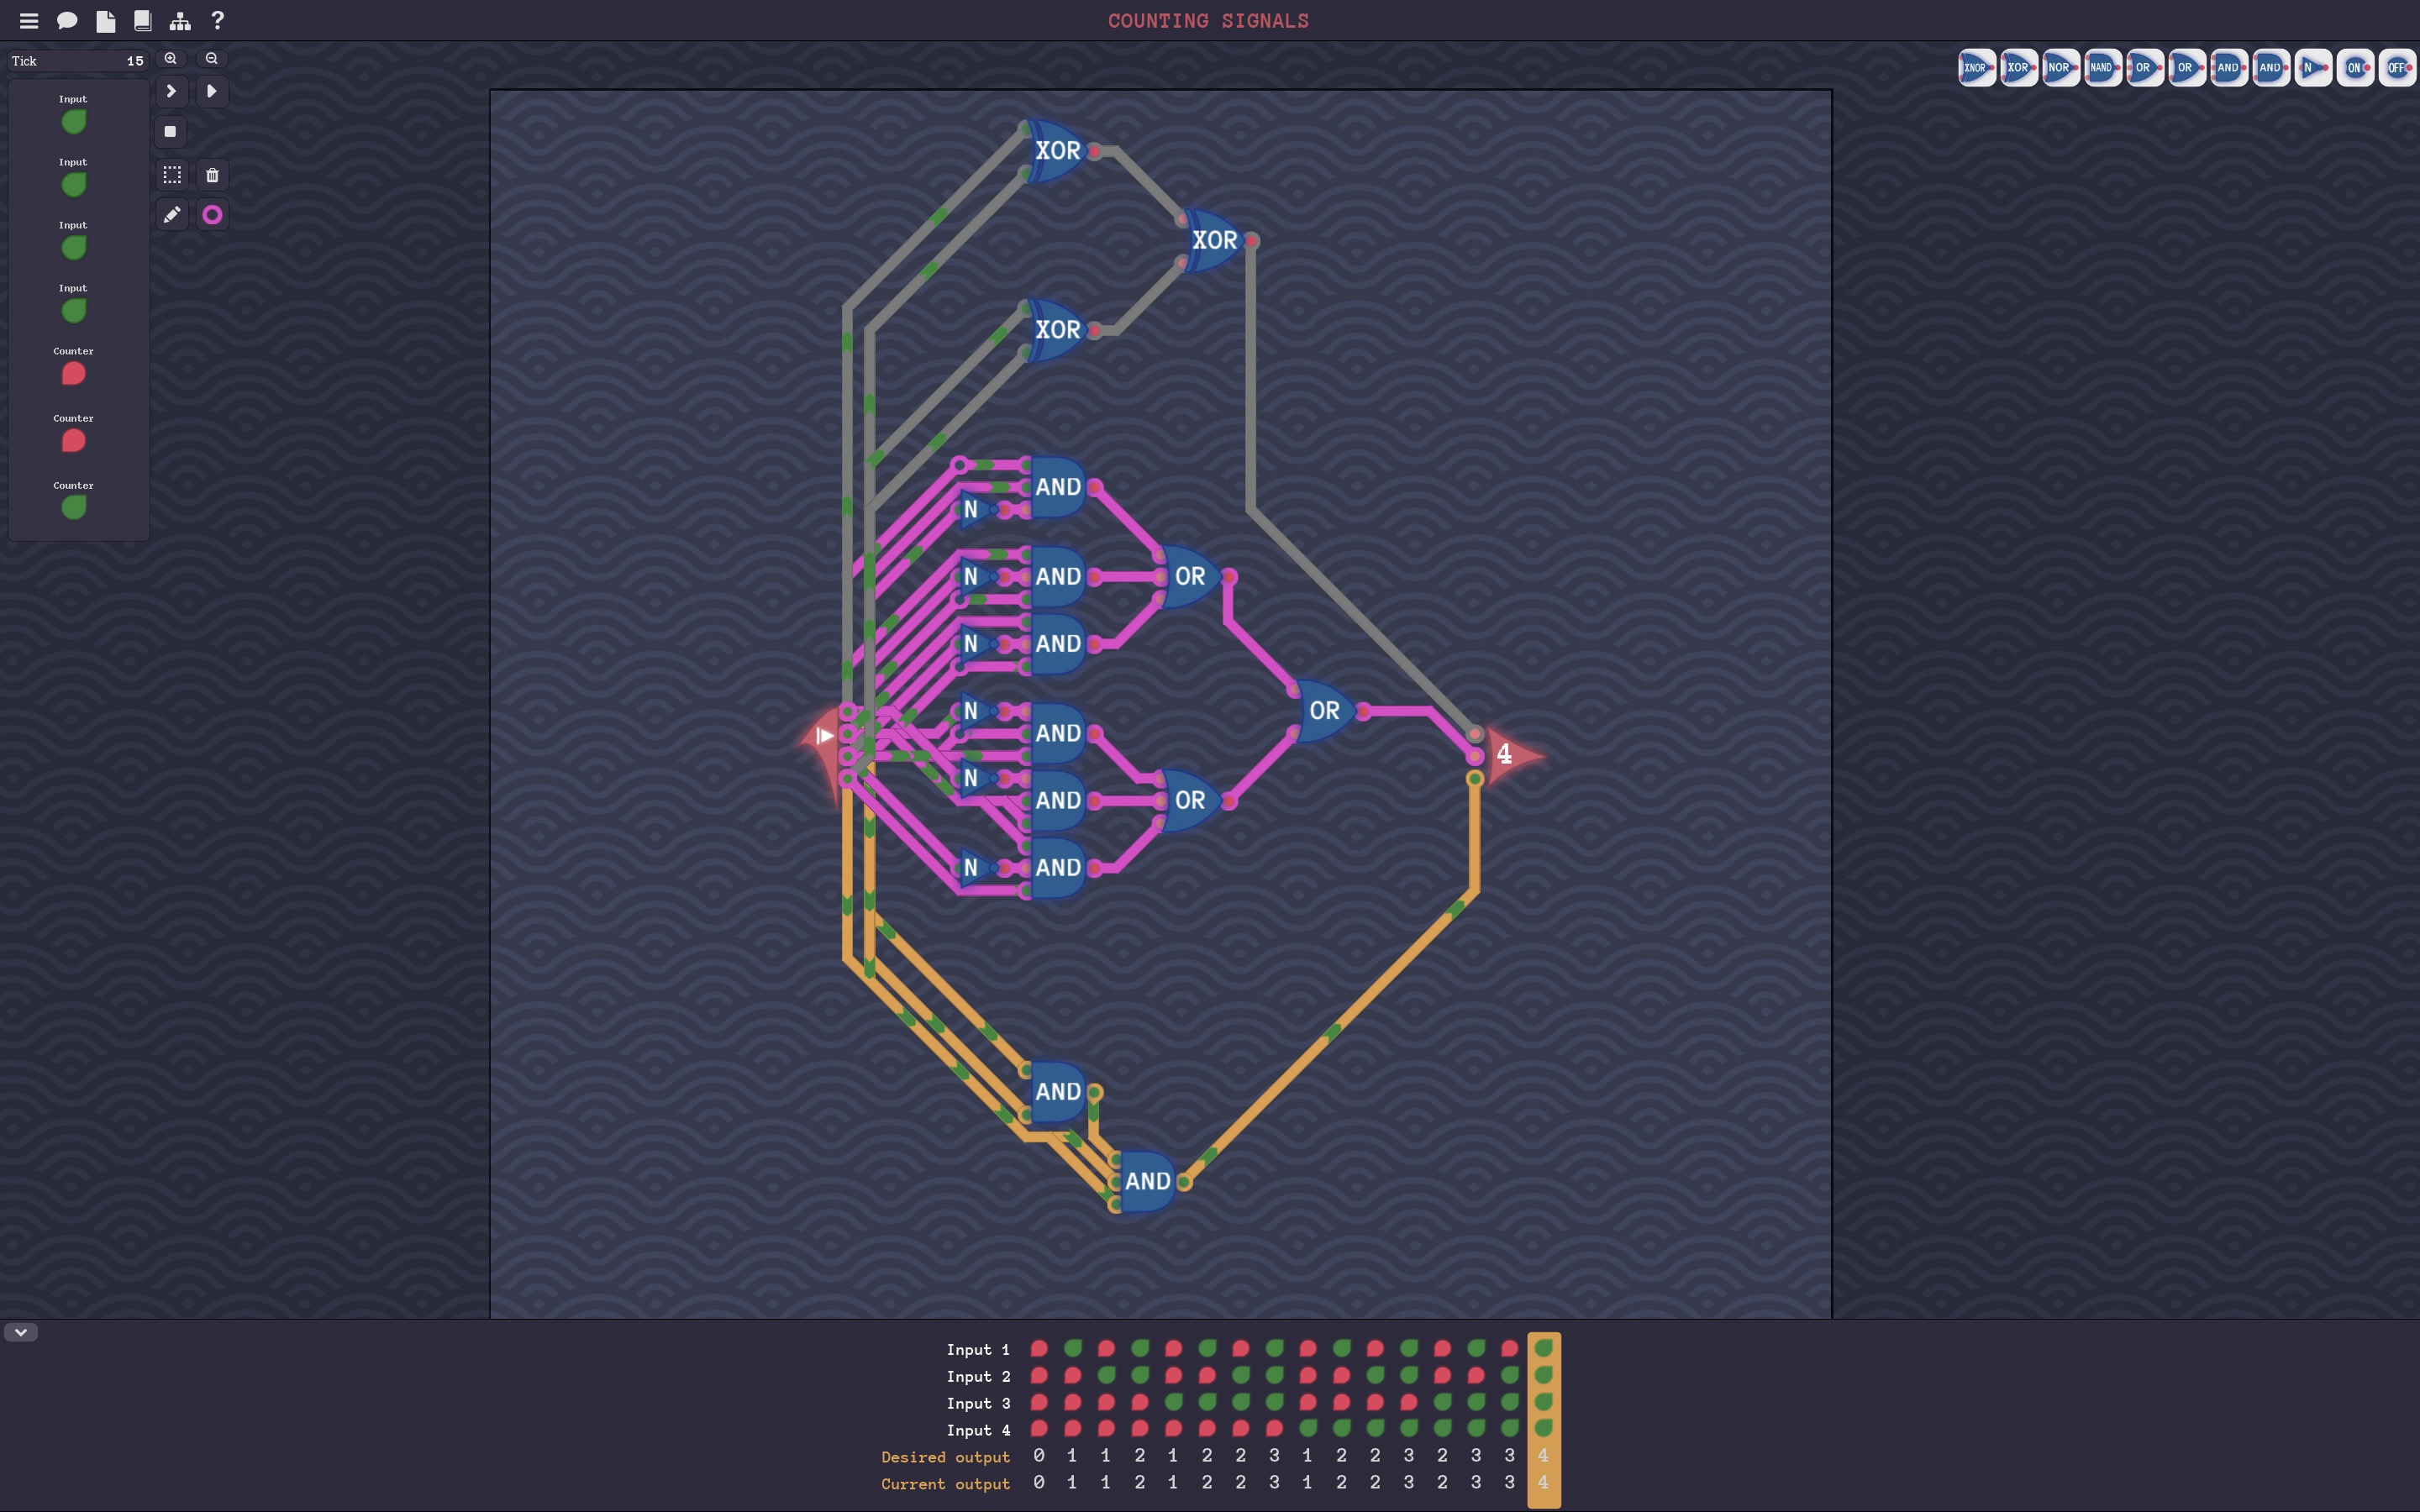 COUNTING SIGNALS
Tick 15
XNOR XOR NOR NAND OR OR AND AND N ON OFF
Input
Input
Input
Input
Counter
Counter
Counter
XOR
XOR
XOR
AND
N
N AND OR
N AND
N OR
AND
4
N
AND OR
N AND
AND
AND
Input 1
Input 2
Input 3
Input 4
Desired output 0 1 1 2 1 2 2 3 1 2 2 3 2 3 3 4
Current output 0 1 1 2 1 2 2 3 1 2 2 3 2 3 3 4